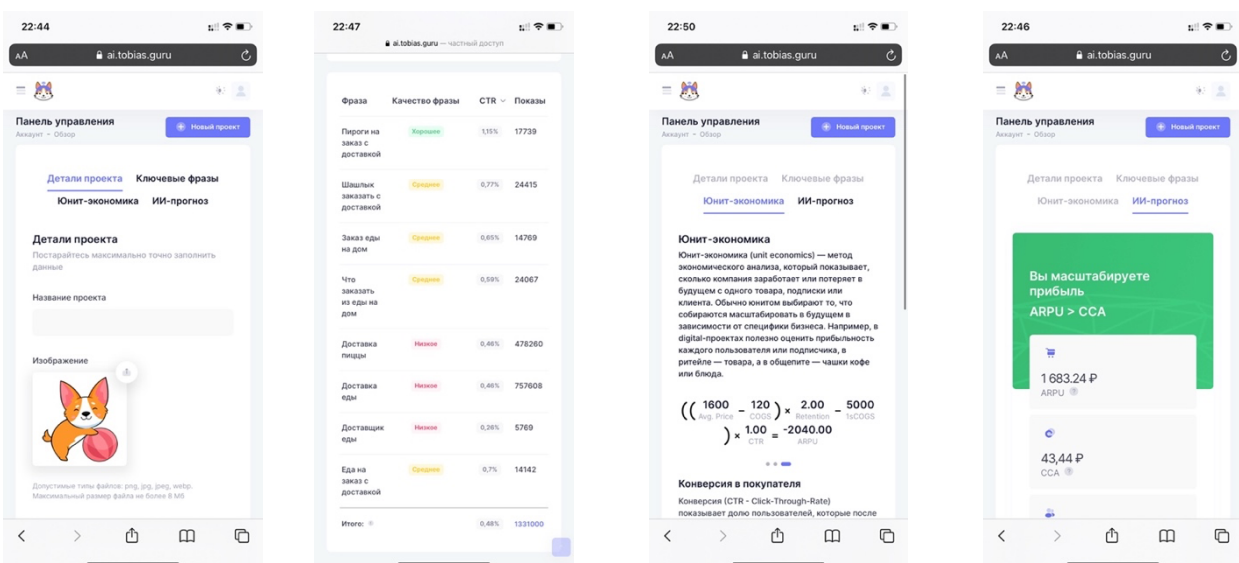 22:44
AA ai.tobias.guru
Панель управления
Аккаунт - Обзор
Новый проект
Детали проекта Ключевые фразы
Юнит-экономика ИИ-прогноз
Детали проекта
Постарайтесь максимально точно заполнить
данные
Название проекта
Изображение
Допустимые типы файлов: png, jpg, jpeg, webp.
Максимальный размер файла не более 8 Мб
22:47
ai.tobias.guru — частный доступ
Фраза Качество фразы CTR Показы
Пироги на Хорошее 1,15% 17739
заказ с
доставкой
Шашлык Среднее 0,77% 24415
заказать с
доставкой
Заказ еды Среднее 0,65% 14769
на дом
Что Среднее 0,59% 24067
заказать
из еды на
дом
Доставка Низкое 0,46% 478260
пиццы
Доставка Низкое 0,46% 757608
еды
Доставщик Низкое 0,26% 5769
еды
Еда на Среднее 0,7% 14142
заказ с
доставкой
Итого: 0,48% 1331000
22:50
AA ai.tobias.guru
Панель управления
Аккаунт - Обзор
Новый проект
Детали проекта Ключевые фразы
Юнит-экономика ИИ-прогноз
Юнит-экономика
Юнит-экономика (unit economics) — метод
экономического анализа, который показывает,
сколько компания заработает или потеряет в
будущем с одного товара, подписки или
клиента. Обычно юнитом выбирают то, что
собираются масштабировать в будущем в
зависимости от специфики бизнеса. Например, в
digital-проектах полезно оценить прибыльность
каждого пользователя или подписчика, в
ритейле — товара, а в общепите — чашки кофе
или блюда.
(( 1600 - 120 ) × 2.00 - 5000
Avg. Price COGS Retention 1sCOGS
) × 1.00 = -2040.00
CTR ARPU
Конверсия в покупателя
Конверсия (CTR - Click-Through-Rate)
показывает долю пользователей, которые после
22:46
AA ai.tobias.guru
Панель управления
Аккаунт - Обзор
Новый проект
Детали проекта Ключевые фразы
Юнит-экономика ИИ-прогноз
Вы масштабируете
прибыль
ARPU > CCA
1 683.24 ₽
ARPU
43,44 ₽
CCA